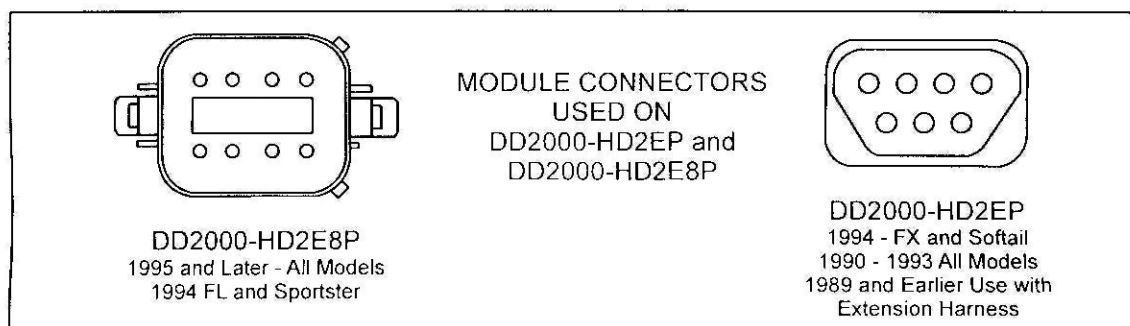 MODULE CONNECTORS
USED ON
DD2000-HD2EP and
DD2000-HD2E8P
DD2000-HD2E8P
1995 and Later - All Models
1994 FL and Sportster
DD2000-HD2EP
1994 - FX and Softail
1990 - 1993 All Models
1989 and Earlier Use with
Extension Harness